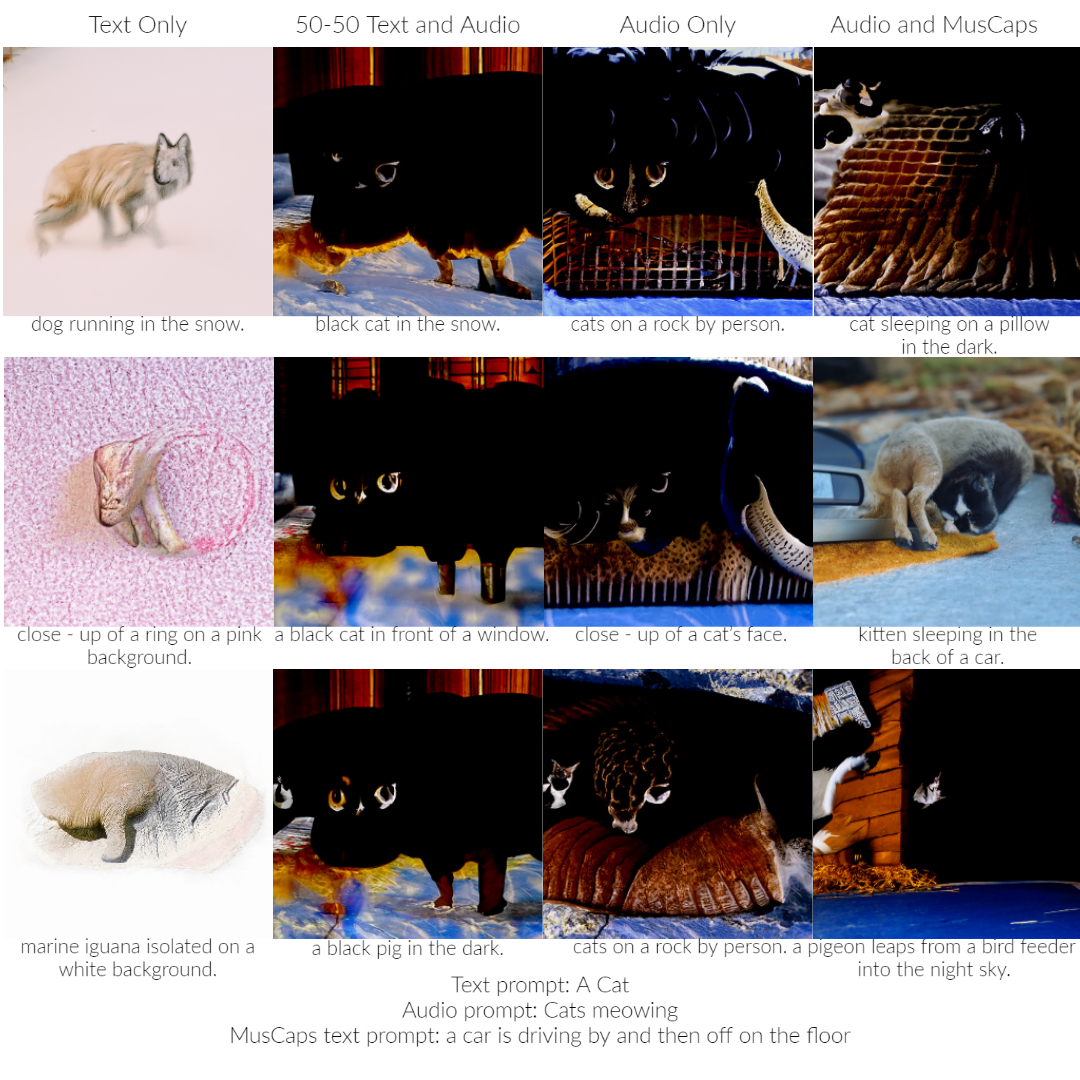 Text Only
50-50 Text and Audio
Audio Only
Audio and MusCaps
dog running in the snow.
black cat in the snow.
cats on a rock by person.
cat sleeping on a pillow
in the dark.
close - up of a ring on a pink
background.
a black cat in front of a window.
close - up of a cat's face.
kitten sleeping in the
back of a car.
marine iguana isolated on a
white background.
a black pig in the dark.
cats on a rock by person.
a pigeon leaps from a bird feeder
into the night sky.
Text prompt: A Cat
Audio prompt: Cats meowing
MusCaps text prompt: a car is driving by and then off on the floor